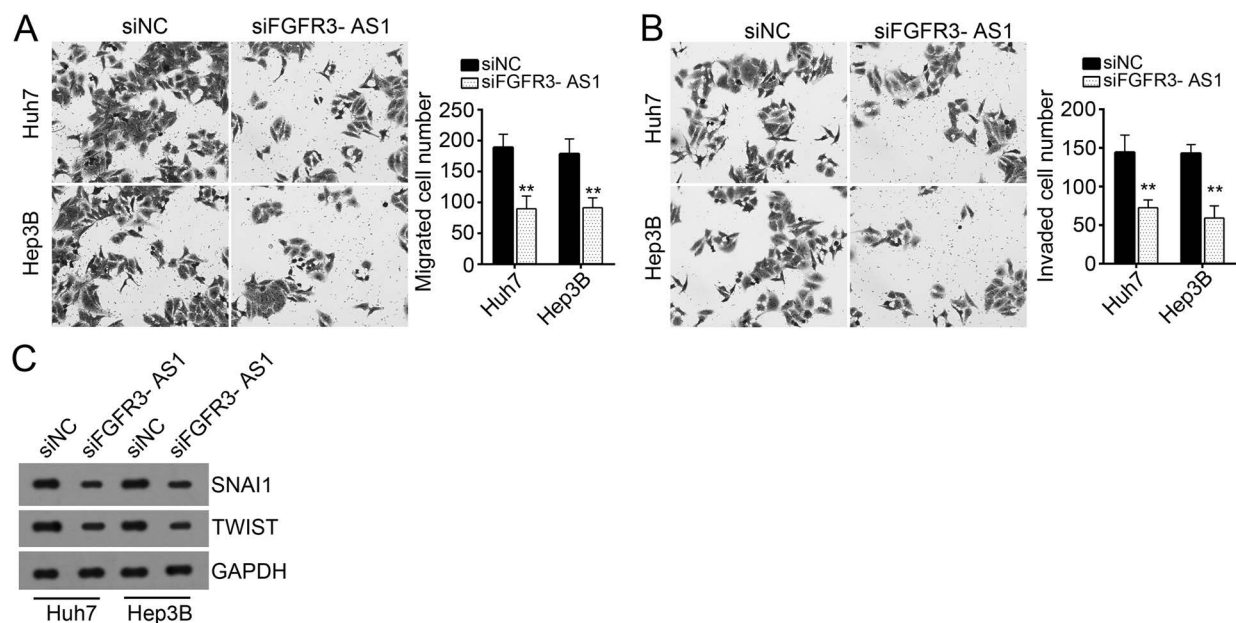 A
siNC
siFGFR3- AS1
Huh7
Hep3B
siNC
siFGFR3- AS1
Migrated cell number
250
200
150
100
50
0
**
**
Huh7
Hep3B
B
siNC
siFGFR3- AS1
Huh7
Hep3B
siNC
siFGFR3- AS1
Invaded cell number
150
100
50
0
**
**
Huh7
Hep3B
C
siNC
siFGFR3- AS1
siNC
siFGFR3- AS1
SNAI1
TWIST
GAPDH
Huh7
Hep3B